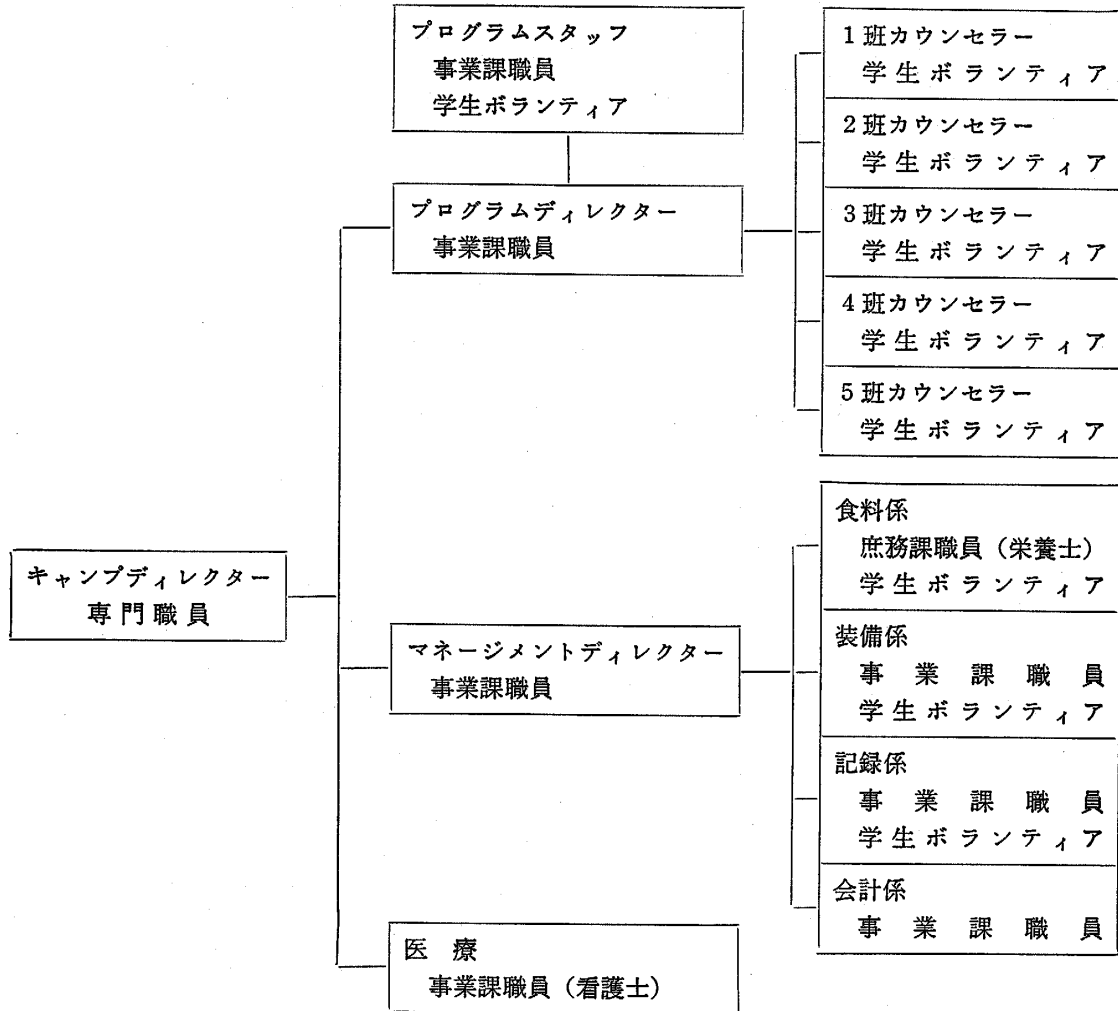 プログラムスタッフ
事業課職員
学生ボランティア
プログラムディレクター
事業課職員
1班カウンセラー
学生ボランティア
2班カウンセラー
学生ボランティア
3班カウンセラー
学生ボランティア
4班カウンセラー
学生ボランティア
5班カウンセラー
学生ボランティア
キャンプディレクター
専門職員
マネージメントディレクター
事業課職員
食料係
庶務課職員(栄養士)
学生ボランティア
装備係
事業課職員
学生ボランティア
記録係
事業課職員
学生ボランティア
会計係
事業課職員
医療
事業課職員(看護士)